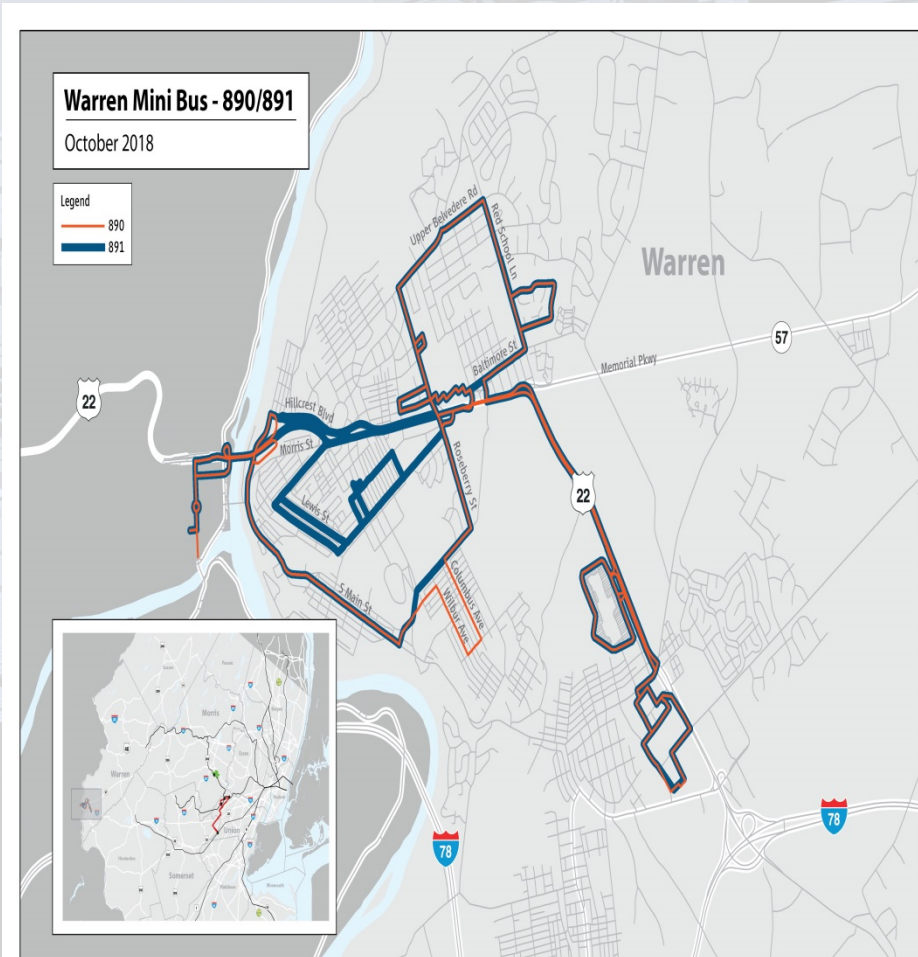 Warren Mini Bus - 890/891
October 2018
Legend
890
891
Upper Belvedere Rd
Red School Ln
Warren
57
Baltimore St
Memorial Pkwy
22
Hillcrest Blvd
Morris St
Roseberry St
22
Lewis St
Columbus Ave
Wilbur Ave
S Main St
Morris
Warren
Union
Somerset
78
78